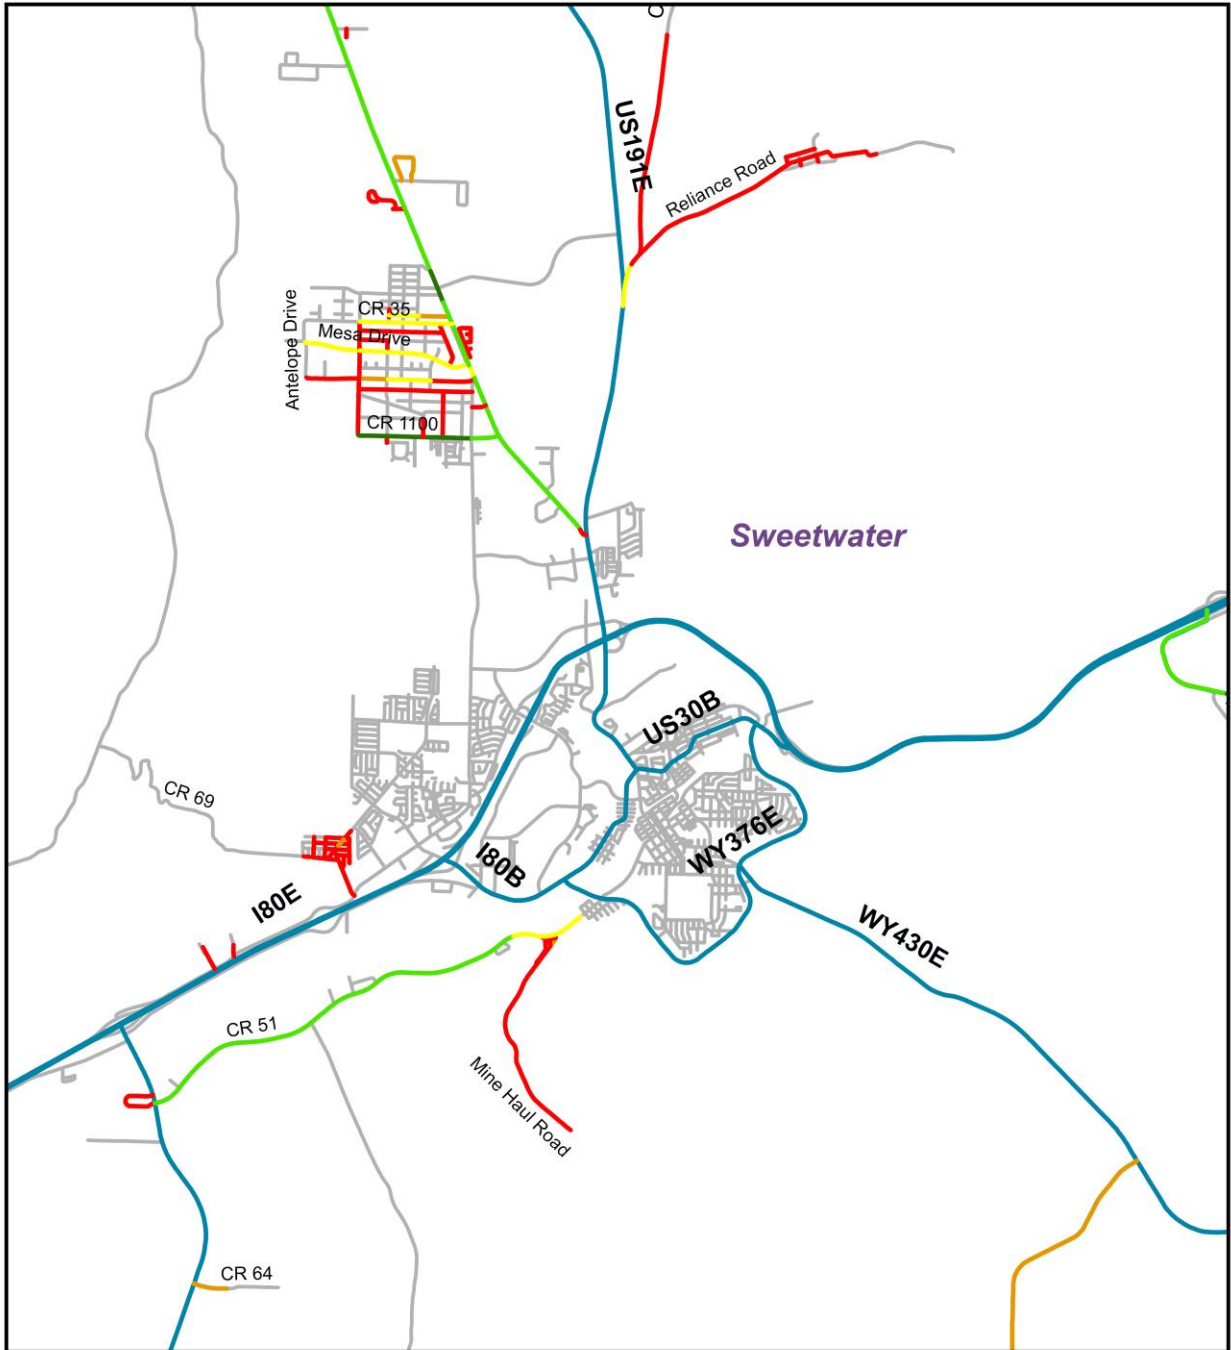 C
US191E
Reliance Road
CR 35
Mesa Drive
Antelope Drive
CR 1100
Sweetwater
US30B
CR 69
WY376E
I80B
I80E
WY430E
CR 51
Mine Haul Road
CR 64